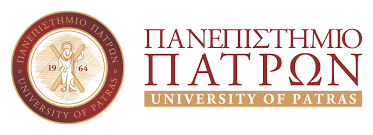 ΠΑΝΕΠΙΣΤΗΜΙΟ ΠΑΤΡΩΝ
19 64
UNIVERSITY OF PATRAS
ΠΑΝΕΠΙΣΤΗΜΙΟ
ΠΑΤΡΩΝ
UNIVERSITY OF PATRAS